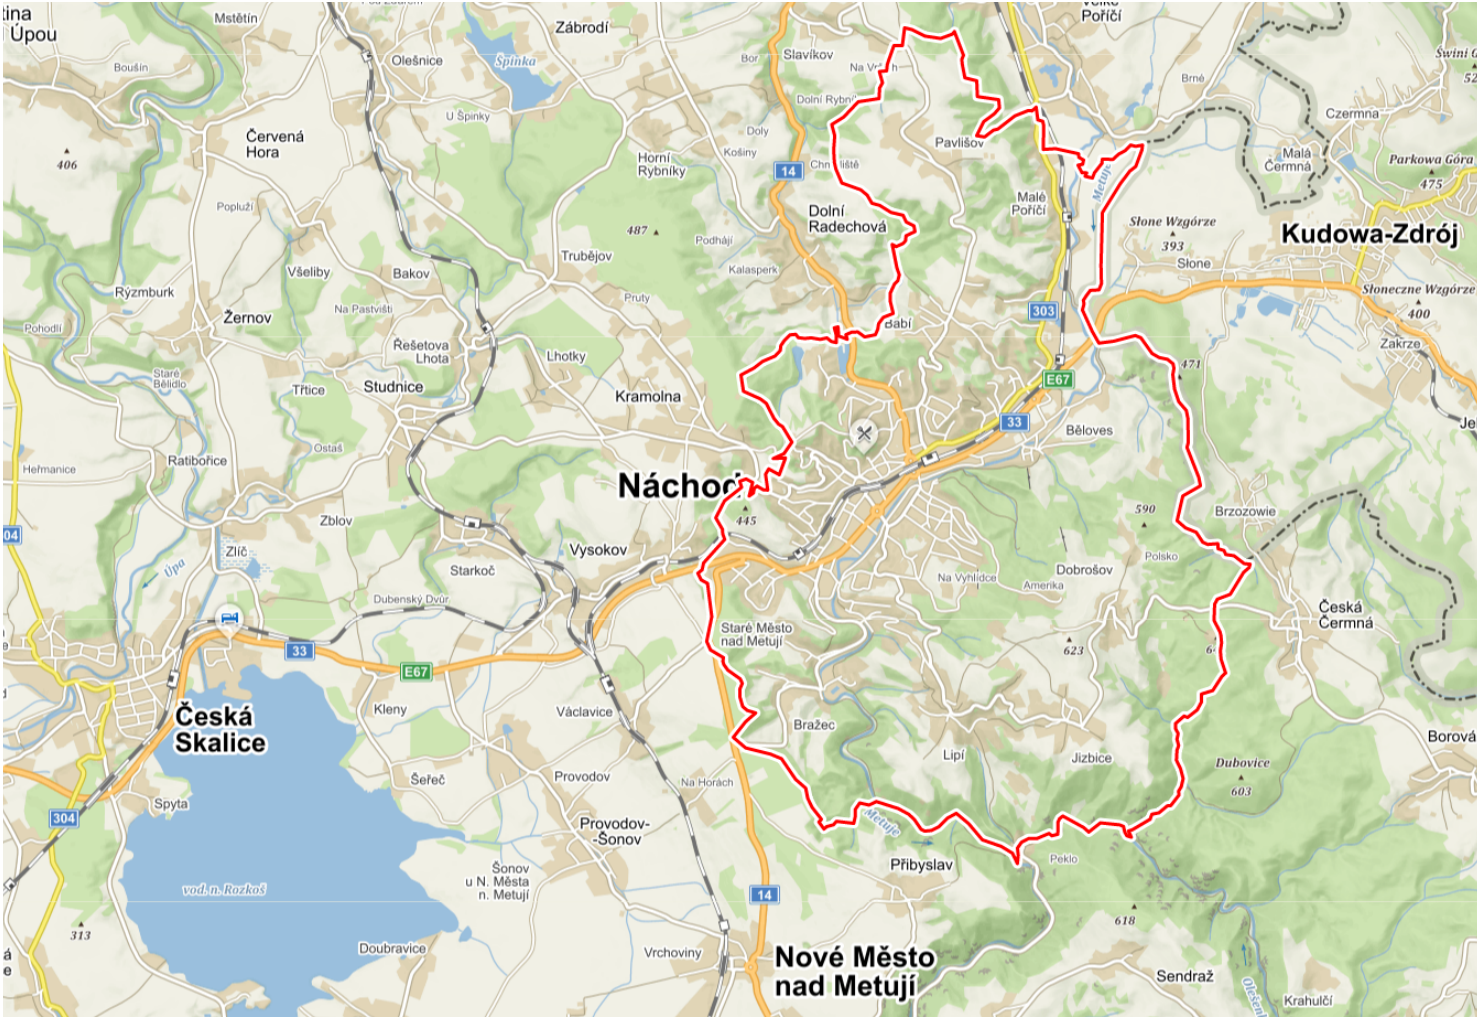 tina
Úpou
Mstětín
Zábrodí
Poříčí
Boušín
Olešnice
Špinka
Bor
Slavíkov
Na Vrších
Brné
Czermna
U Špinky
Dolní
Červená
Hora
406
Doly
Košiny
Pavlišov
Malá
Čermná
Parkowa Góra
475
Horní
Rybníky
14
Metuje
Popluží
487
Dolní
Radechová
Malé
Poříčí
Słone Wzgórze
393
Kudowa-Zdrój
Podháji
Trubějov
Všeliby
Bakov
Kalasperk
Słone
Rýzmburk
Na Pastvišti
Pruty
Słoneczne Wzgórze
400
Pohodlí
Žernov
303
Babí
Řešetova
Lhota
Lhotky
Zakrze
471
Staré
Bělidlo
Třtice
Studnice
Kramolna
E67
33
Běloves
Ostaš
Ratibořice
Heřmanice
Náchod
445
590
Brzozowie
04
Zblov
Vysokov
Zlíč
Úpa
Starkoč
Polsko
Dobrošov
Na Vyhlídce
Amerika
Dubenský Dvůr
Česká
Čermná
Staré Město
nad Metují
623
33
E67
Kleny
Václavice
Bražec
Česká
Skalice
Borová
Lipí
Jizbice
Dubovice
603
Šeřeč
Provodov
Na Horách
Spyta
304
Provodov-
-Šonov
Metuje
Přibyslav
Peklo
Šonov
u N. Města
n. Metují
vod. n. Rozkoš
14
618
313
Doubravice
Vrchoviny
Nové Město
nad Metují
Sendraž
Krahulčí